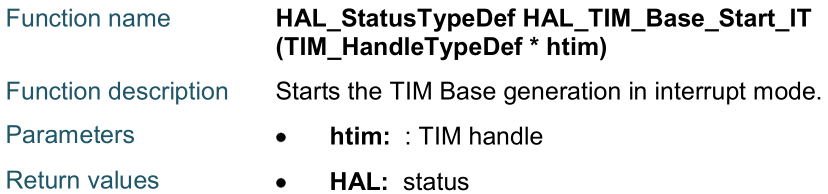 Function name HAL_StatusTypeDef HAL_TIM_Base_Start_IT
(TIM_HandleTypeDef * htim)
Function description Starts the TIM Base generation in interrupt mode.
Parameters • htim: : TIM handle
Return values • HAL: status